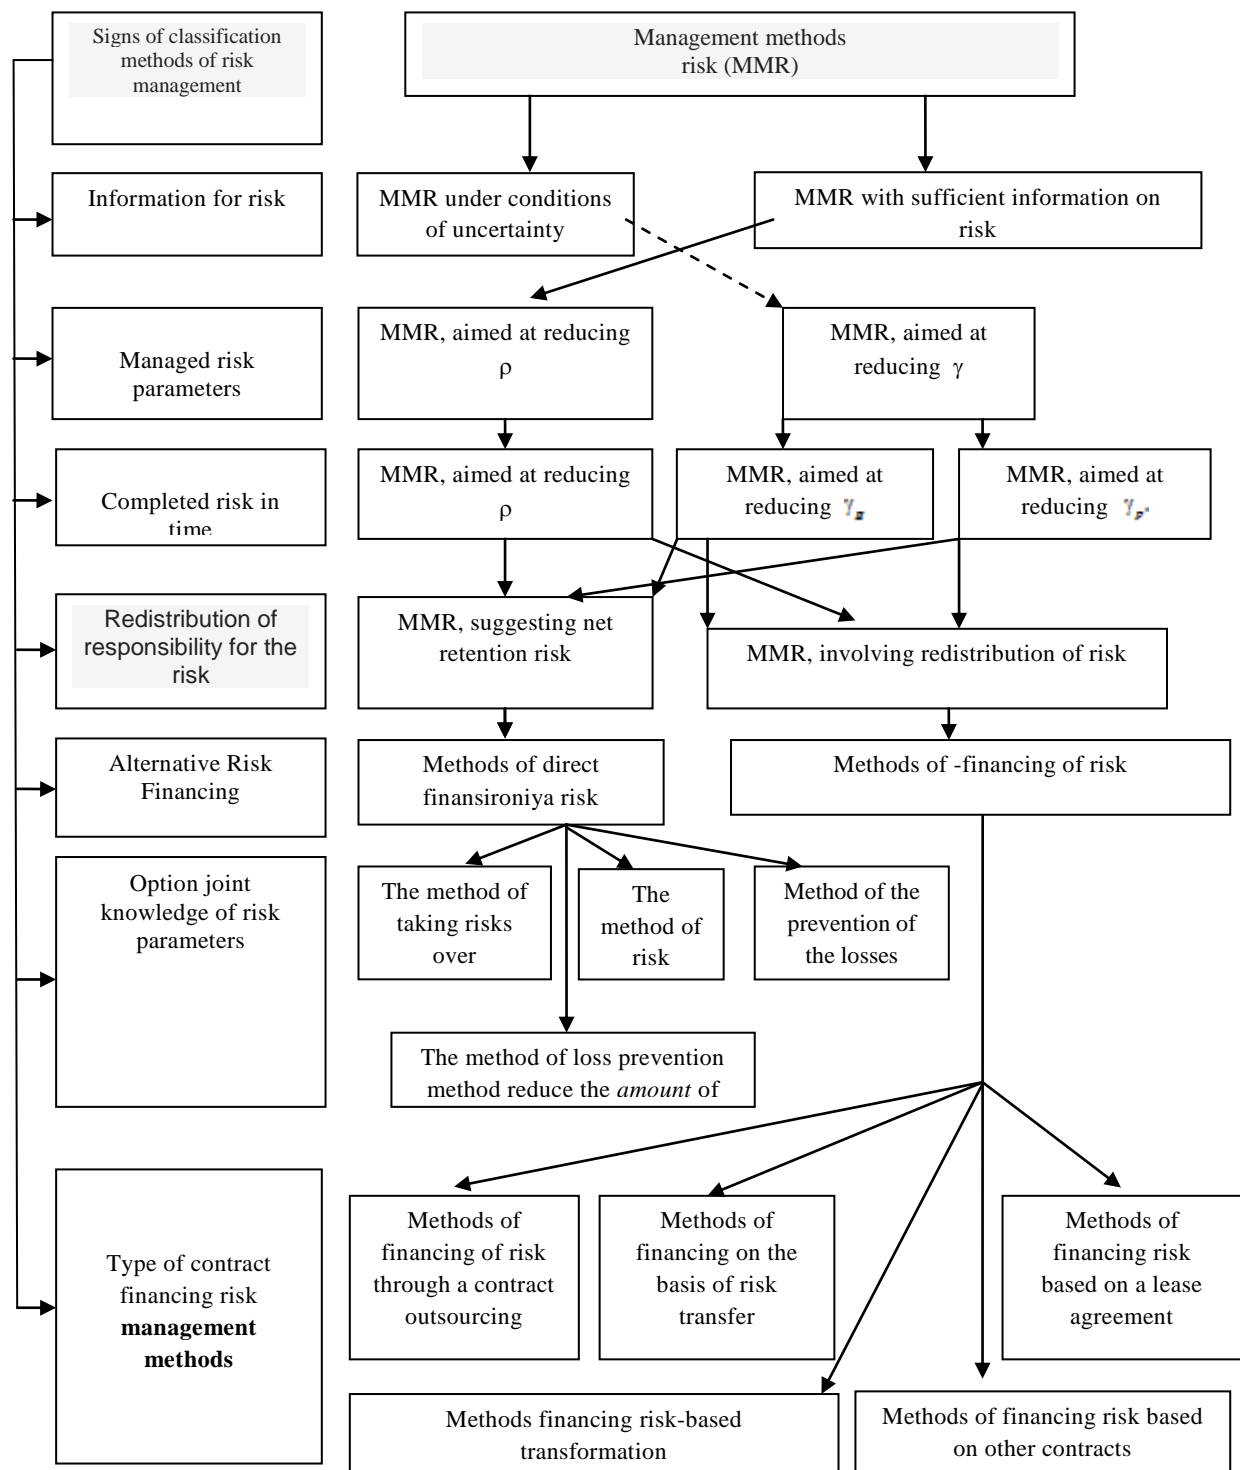 Signs of classification
methods of risk
management
Management methods
risk (MMR)
Information for risk
MMR under conditions
of uncertainty
MMR with sufficient information on
risk
Managed risk
parameters
MMR, aimed at reducing
ρ
MMR, aimed at
reducing γ
Completed risk in
time
MMR, aimed at reducing
ρ
MMR, aimed at
reducing γ
MMR, aimed at
reducing γ
Redistribution of
responsibility for the
risk
MMR, suggesting net
retention risk
MMR, involving redistribution of risk
Alternative Risk
Financing
Methods of direct
finansironiya risk
Methods of -financing of risk
Option joint
knowledge of risk
parameters
The method of
taking risks
over
The
method of
risk
Method of the
prevention of
the losses
The method of loss prevention
method reduce the amount of
Type of contract
financing risk
management
methods
Methods of
financing of risk
through a contract
outsourcing
Methods of
financing on the
basis of risk
transfer
Methods of
financing risk
based on a lease
agreement
Methods financing risk-based
transformation
Methods of financing risk based
on other contracts